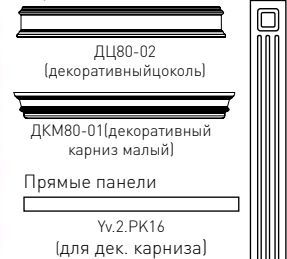 ДЦ80-02
(декоративныйцоколь)
ДКМ80-01(декоративный
карниз малый)
Прямые панели
Yv.2.PK16
(для дек. карниза)